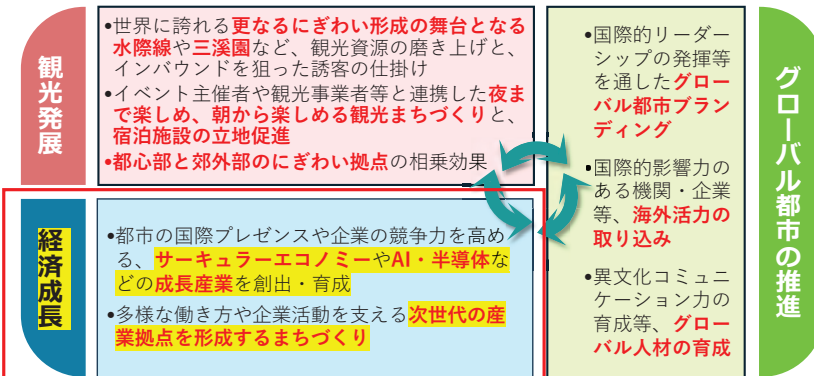 観光発展
•世界に誇れる更なるにぎわい形成の舞台となる
水際線や三溪園など、観光資源の磨き上げと、
インバウンドを狙った誘客の仕掛け
•イベント主催者や観光事業者等と連携した夜ま
で楽しめ、朝から楽しめる観光まちづくりと、
宿泊施設の立地促進
•都心部と郊外部のにぎわい拠点の相乗効果
経済成長
•都市の国際プレゼンスや企業の競争力を高め
る、サーキュラーエコノミーやAI・半導体な
どの成長産業を創出・育成
•多様な働き方や企業活動を支える次世代の産
業拠点を形成するまちづくり
•国際的リーダー
シップの発揮等
を通したグロー
バル都市ブラン
ディング
•国際的影響力の
ある機関・企業
等、海外活力の
取り込み
•異文化コミュニ
ケーション力の
育成等、グロー
バル人材の育成
グローバル都市の推進